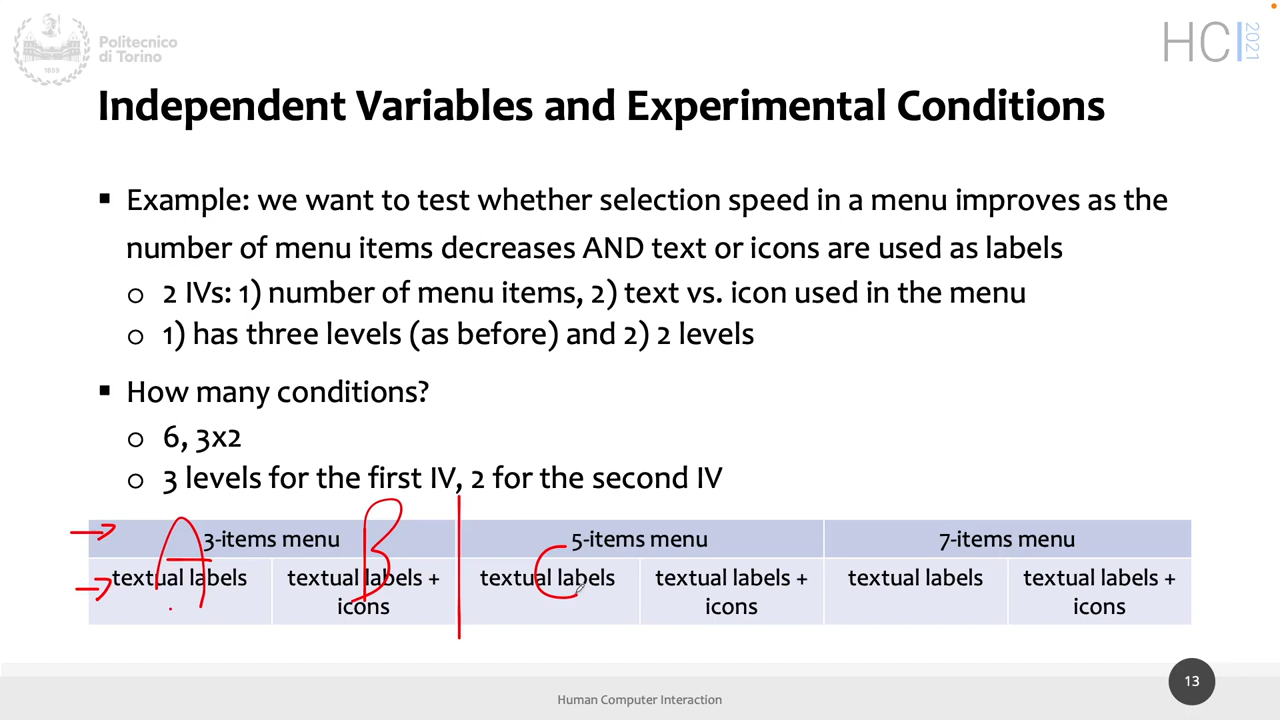 Politecnico
di Torino
1859
HCI 2021
Independent Variables and Experimental Conditions
▪ Example: we want to test whether selection speed in a menu improves as the
number of menu items decreases AND text or icons are used as labels
o 2 IVs: 1) number of menu items, 2) text vs. icon used in the menu
o 1) has three levels (as before) and 2) 2 levels
▪ How many conditions?
o 6, 3x2
o 3 levels for the first IV, 2 for the second IV
A B C
3-items menu 5-items menu 7-items menu
textual labels textual labels + textual labels textual labels + textual labels textual labels +
icons icons icons
13
Human Computer Interaction